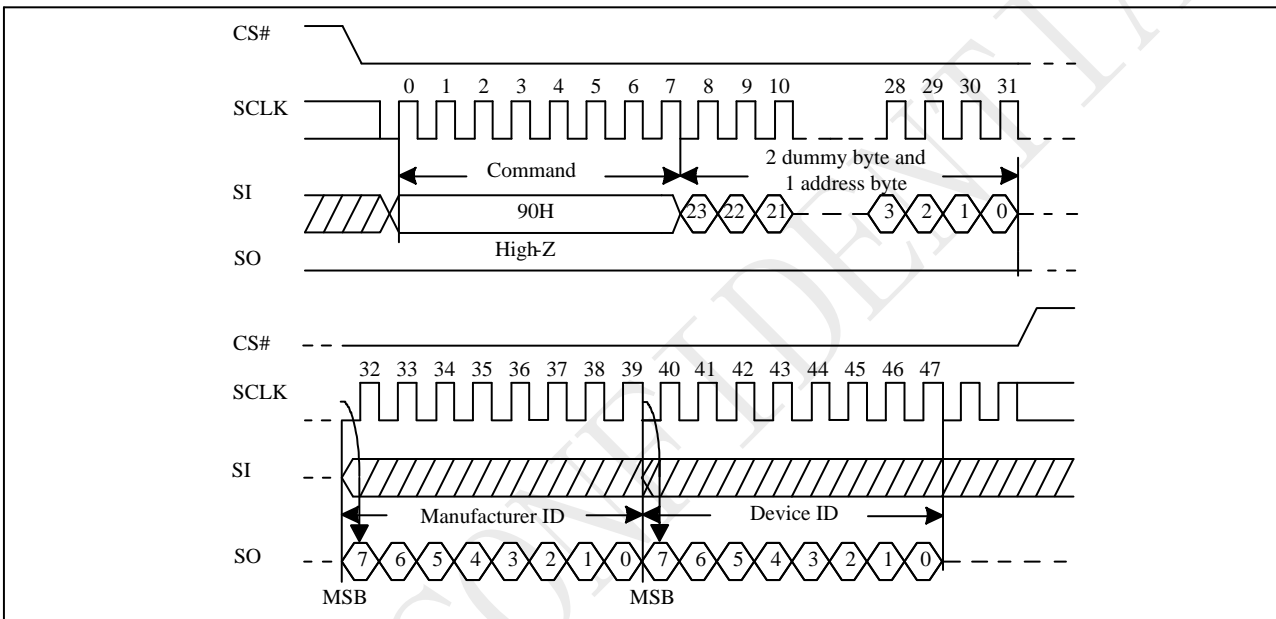 CS#
0 1 2 3 4 5 6 7 8 9 10 28 29 30 31
SCLK
Command
2 dummy byte and
1 address byte
SI
90H 23 22 21 3 2 1 0
High-Z
SO
CS#
32 33 34 35 36 37 38 39 40 41 42 43 44 45 46 47
SCLK
SI
Manufacturer ID Device ID
SO
7 6 5 4 3 2 1 0 7 6 5 4 3 2 1 0
MSB MSB
CONFIDENTIA